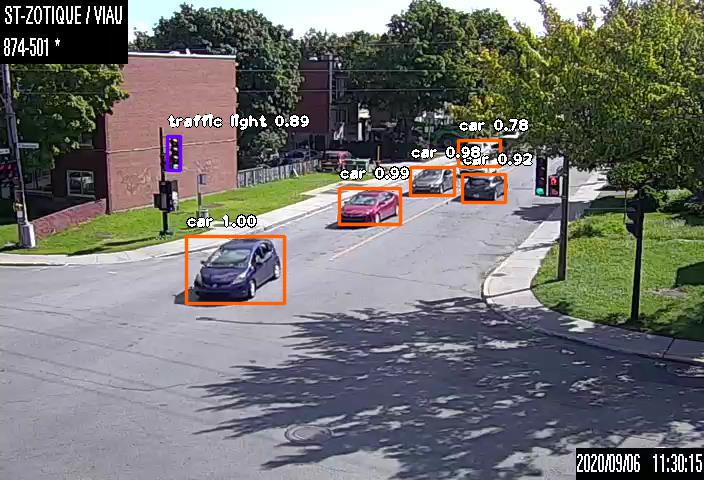 ST-ZOTIQUE / VIAU
874-501 *
traffic light 0.89
car 0.78
car 0.98
car 0.92
car 0.99
car 1.00
2020/09/06 11:30:15